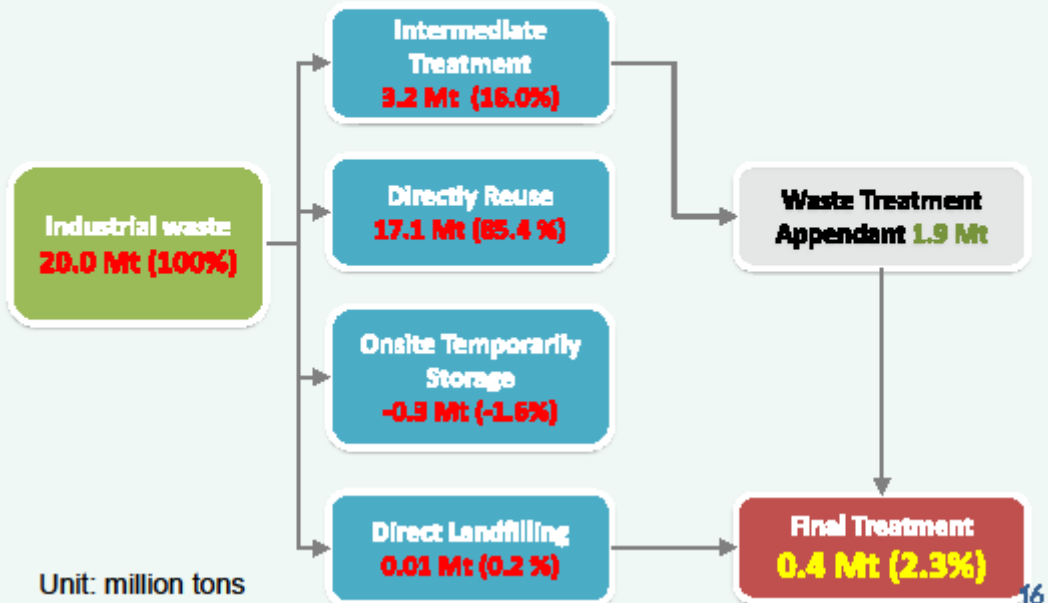 Intermediate
Treatment
3.2 Mt (16.0%)
Industrial waste
20.0 Mt (100%)
Directly Reuse
17.1 Mt (85.4 %)
Waste Treatment
Appendant 1.9 Mt
Onsite Temporarily
Storage
-0.3 Mt (-1.6%)
Direct Landfilling
0.01 Mt (0.2 %)
Final Treatment
0.4 Mt (2.3%)
Unit: million tons
16